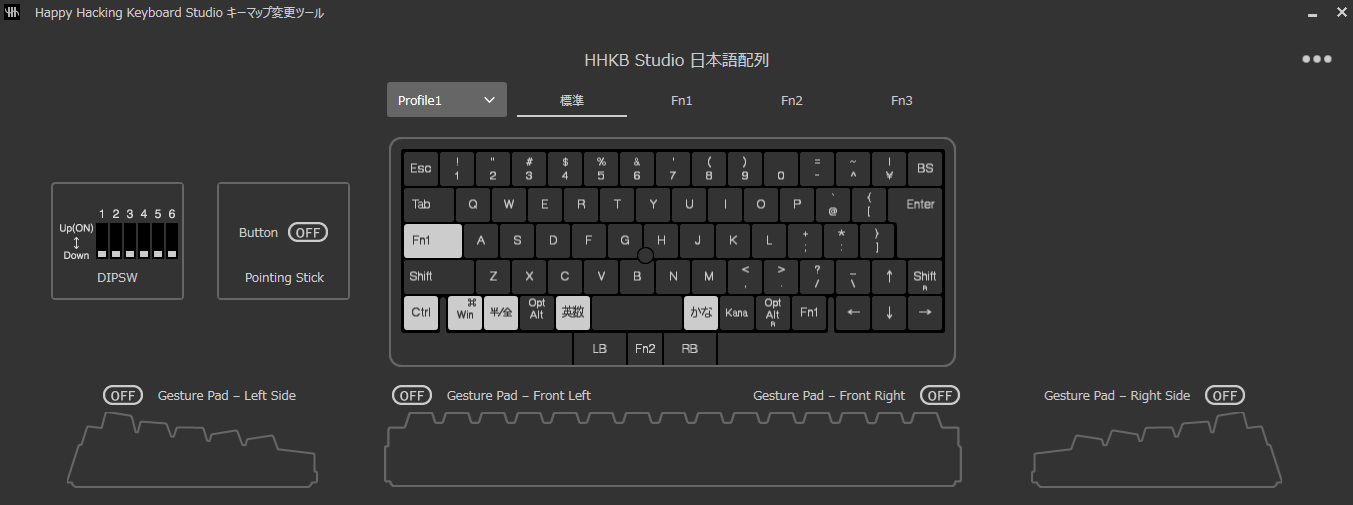 Happy Hacking Keyboard Studio キーマップ変更ツール
HHKB Studio 日本語配列
Profile1 標準 Fn1 Fn2 Fn3
1 2 3 4 5 6
Up(ON)
Down
DIPSW
Button OFF
Pointing Stick
Esc ! 1 " 2 # 3 $ 4 % 5 & 6 ' 7 ( 8 ) 9 0 = - ~ ^ | ¥ BS
Tab Q W E R T Y U I O P ` @ { [ Enter
Fn1 A S D F G H J K L + ; * : } ]
Shift Z X C V B N M < , > . ? / _ \ ↑ Shift R
Ctrl ⌘ Win 半/全 Opt Alt 英数 かな Kana Opt Alt R Fn1 ← ↓ →
LB Fn2 RB
OFF Gesture Pad – Left Side OFF Gesture Pad – Front Left Gesture Pad – Front Right OFF Gesture Pad – Right Side OFF